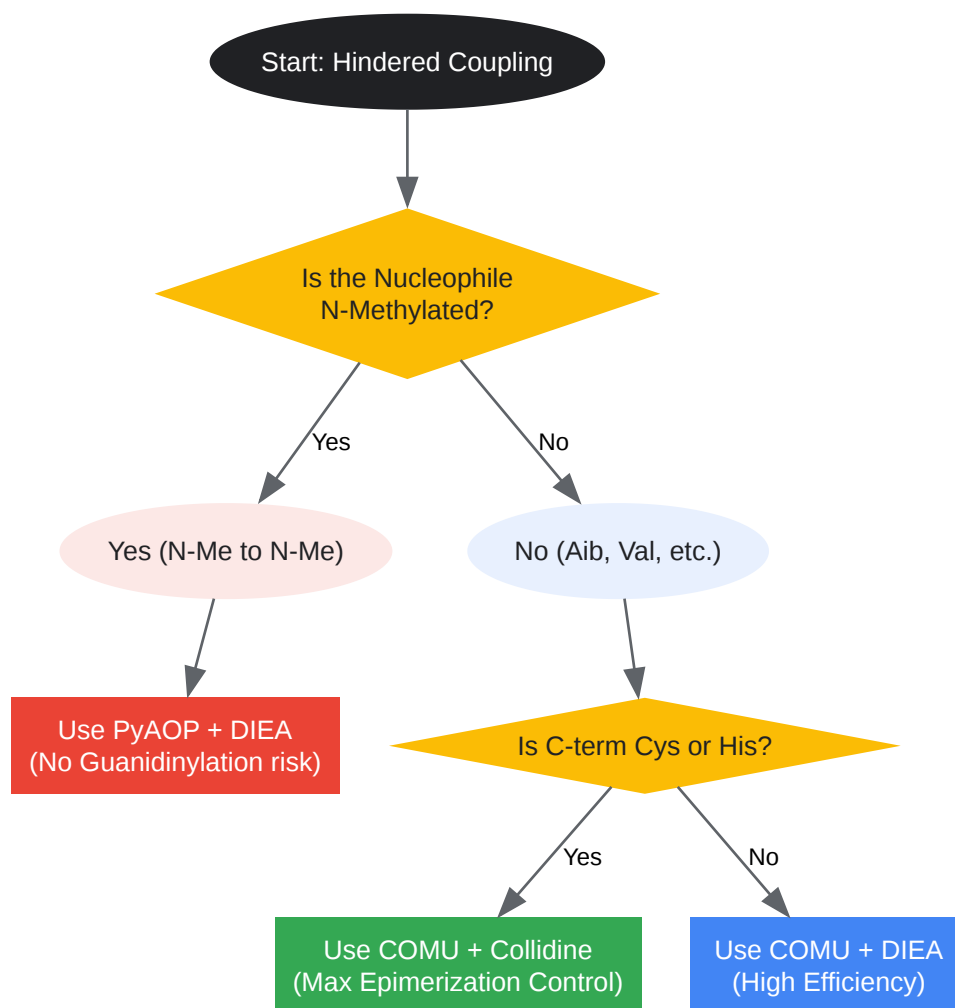 Start: Hindered Coupling
Is the Nucleophile
N-Methylated?
Yes
No
Yes (N-Me to N-Me)
No (Aib, Val, etc.)
Use PyAOP + DIEA
(No Guanidinylation risk)
Is C-term Cys or His?
Yes
No
Use COMU + Collidine
(Max Epimerization Control)
Use COMU + DIEA
(High Efficiency)